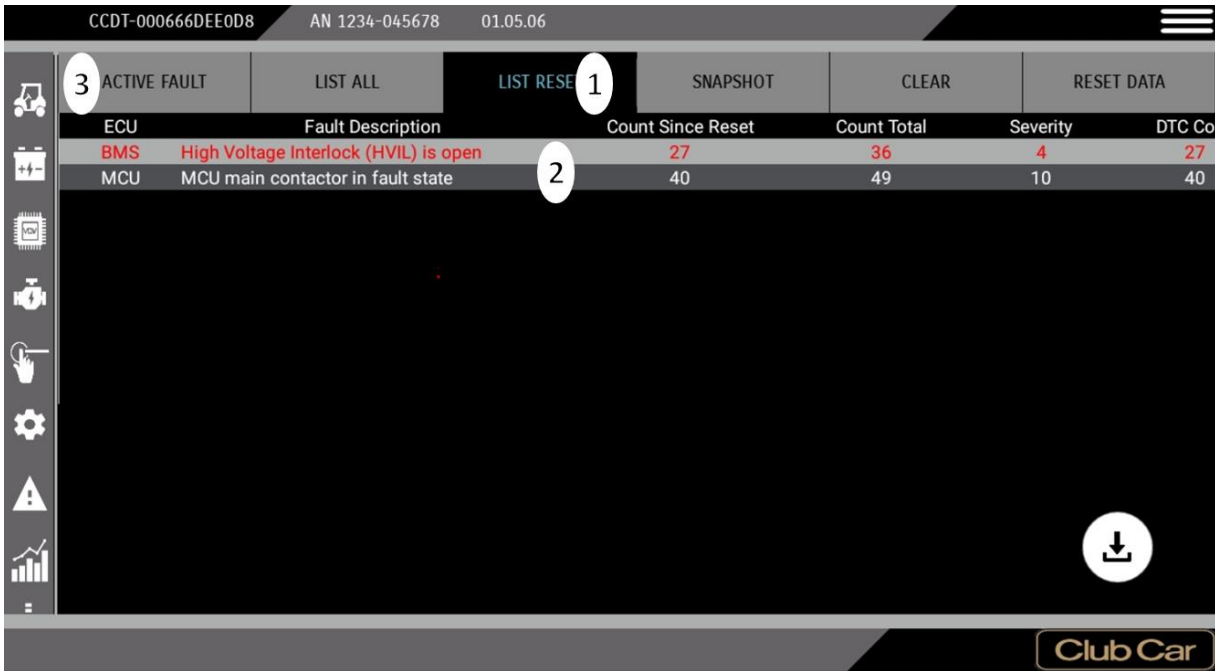 CCDT-000666DEE0D8 AN 1234-045678 01.05.06
3 ACTIVE FAULT LIST ALL LIST RESE 1 SNAPSHOT CLEAR RESET DATA
ECU Fault Description Count Since Reset Count Total Severity DTC Co
BMS High Voltage Interlock (HVIL) is open 27 36 4 27
2
MCU MCU main contactor in fault state 40 49 10 40
Club Car